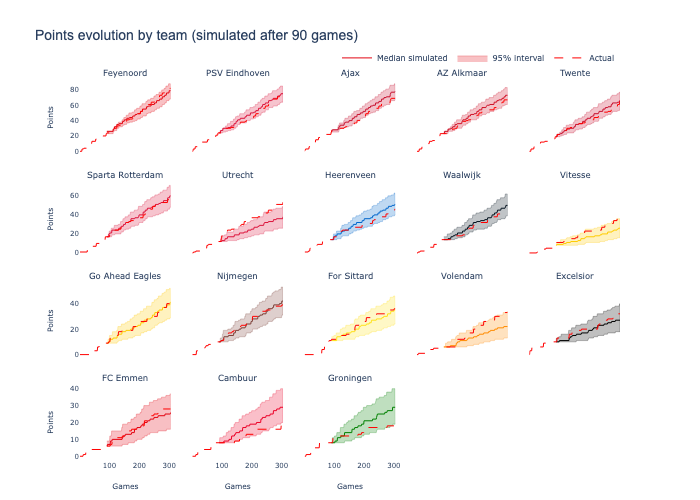 Points evolution by team (simulated after 90 games)
Median simulated 95% interval Actual
Feyenoord PSV Eindhoven Ajax AZ Alkmaar Twente
80
60
40
20
0
Points
Sparta Rotterdam Utrecht Heerenveen Waalwijk Vitesse
60
40
20
0
Points
Go Ahead Eagles Nijmegen For Sittard Volendam Excelsior
40
20
0
Points
FC Emmen Cambuur Groningen
40
30
20
10
0
Points
100 200 300 100 200 300 100 200 300
Games Games Games